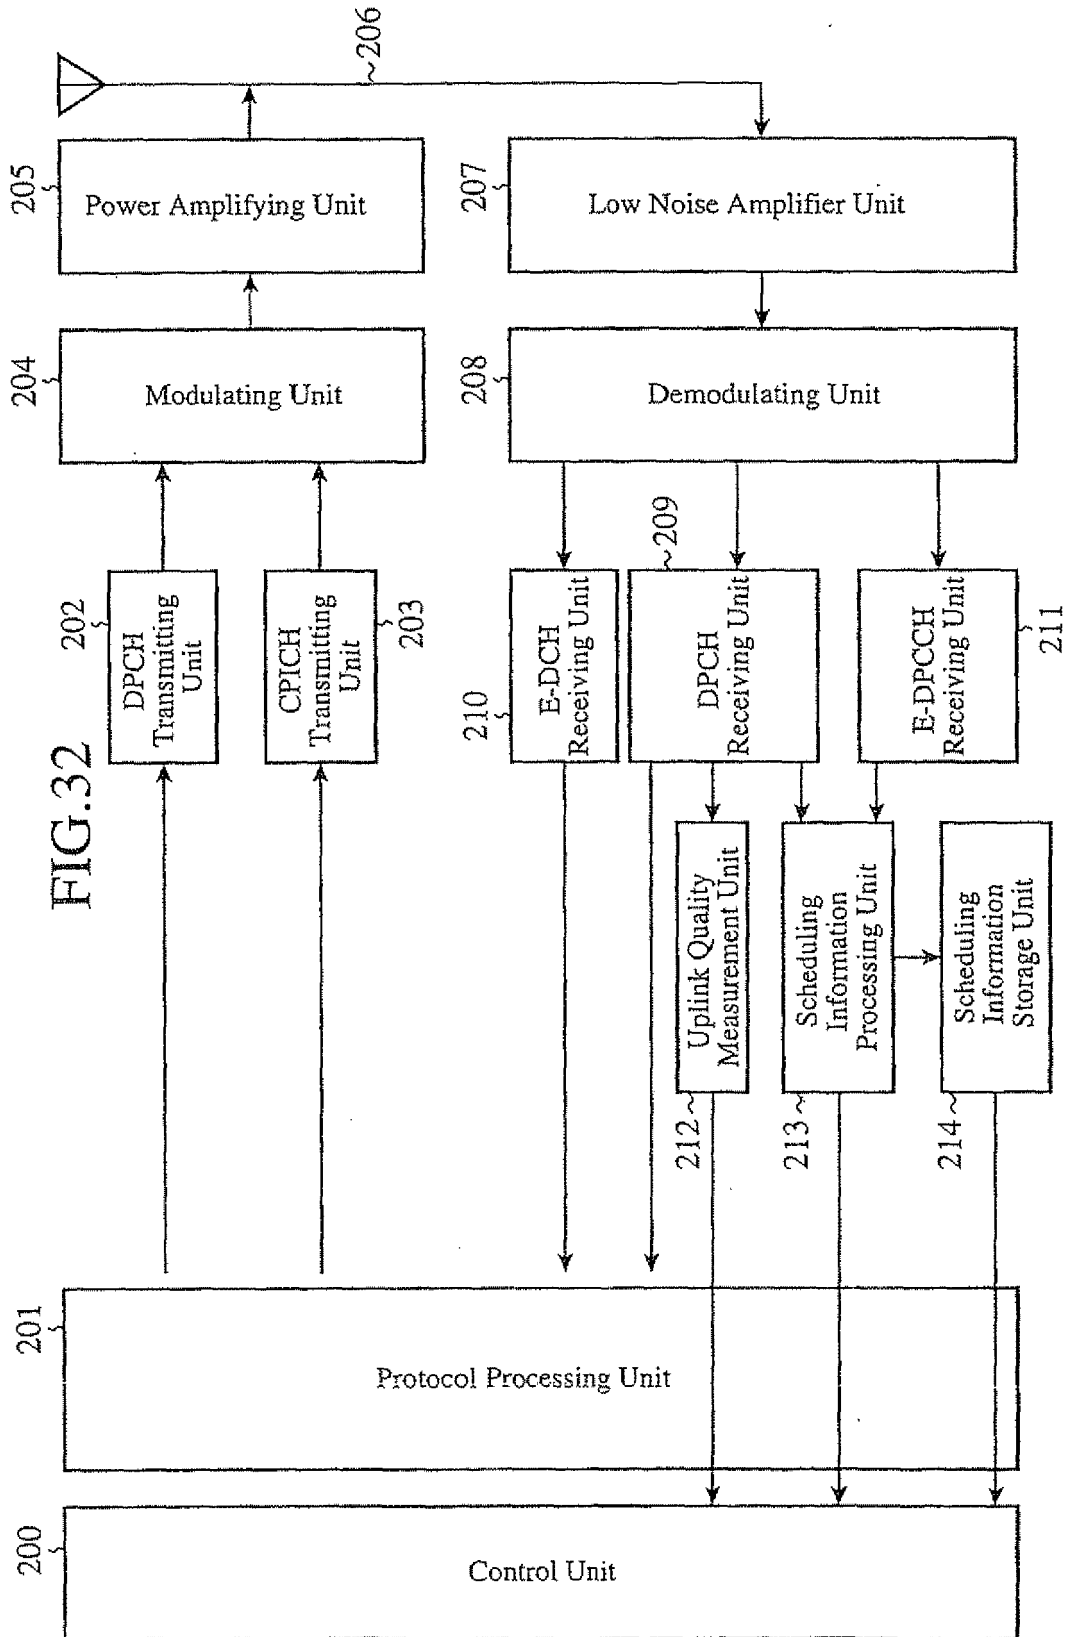 FIG.32
206
205
Power Amplifying Unit
207
Low Noise Amplifier Unit
204
Modulating Unit
208
Demodulating Unit
202
DPCH
Transmitting
Unit
CPICH
Transmitting
Unit
203
210
E-DCH
Receiving Unit
209
DPCH
Receiving Unit
E-DPCCH
Receiving Unit
211
212
Uplink Quality
Measurement Unit
213
Scheduling
Information
Processing Unit
214
Scheduling
Information
Storage Unit
201
Protocol Processing Unit
200
Control Unit